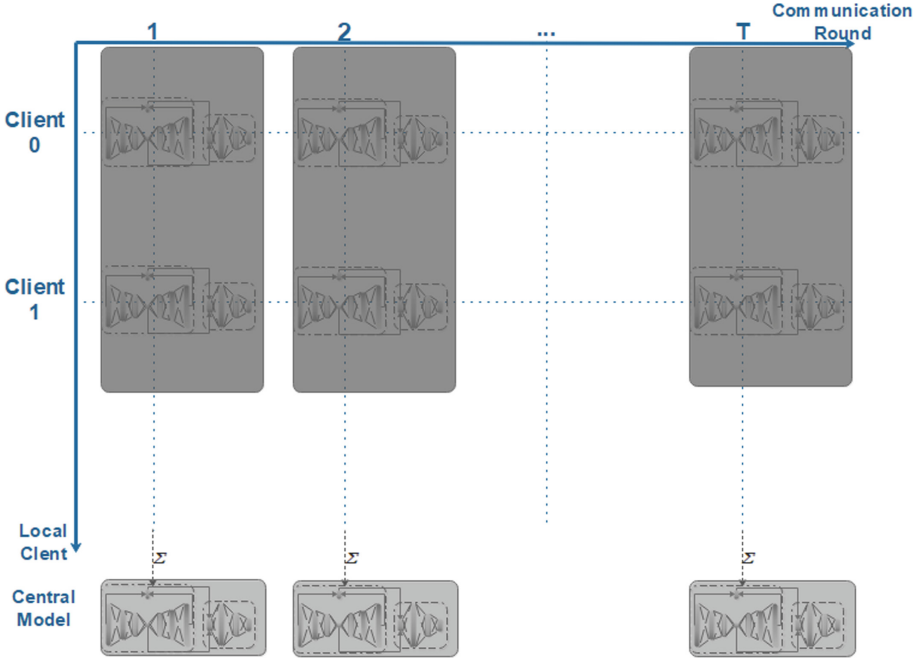 Communication
Round
1
2
...
T
Client
0
Client
1
Local
Clent
Σ
Σ
Σ
Central
Model